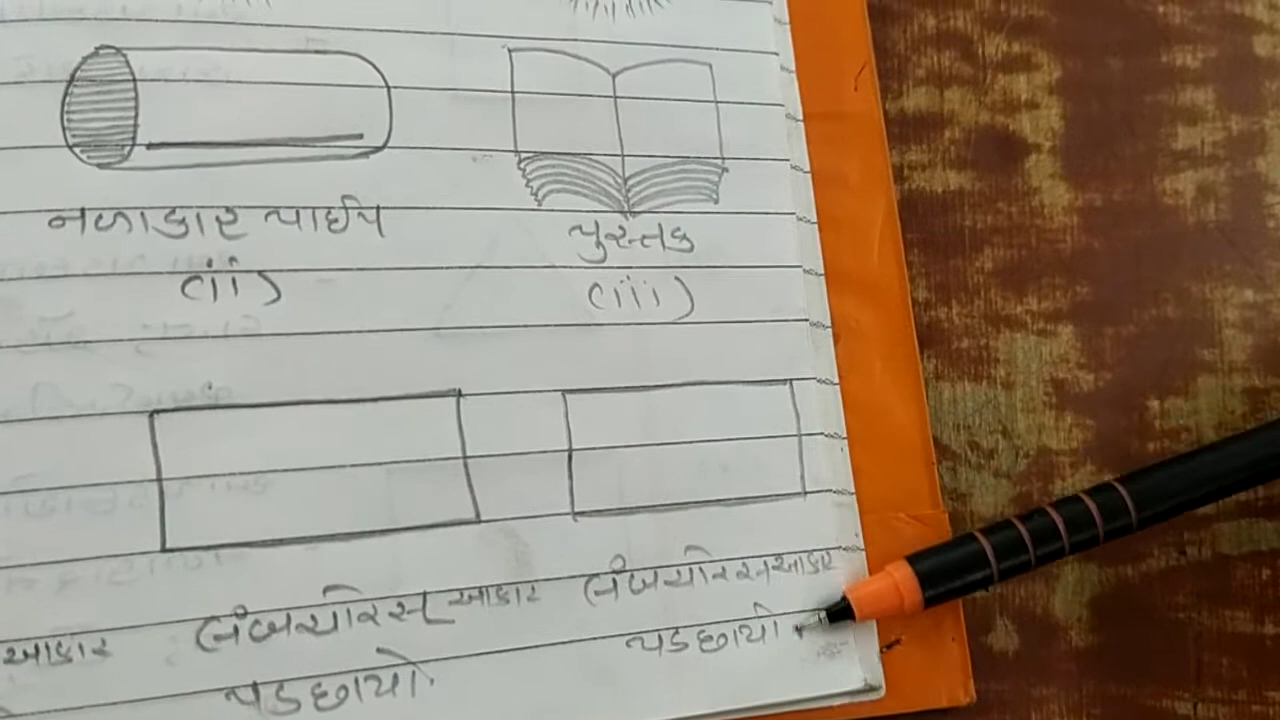 નળાકાર પાઈપ પુસ્તક
(ii) (iii)
આકાર લંબચોરસ આકાર લંબચોરસ આકાર
પડછાયો પડછાયો